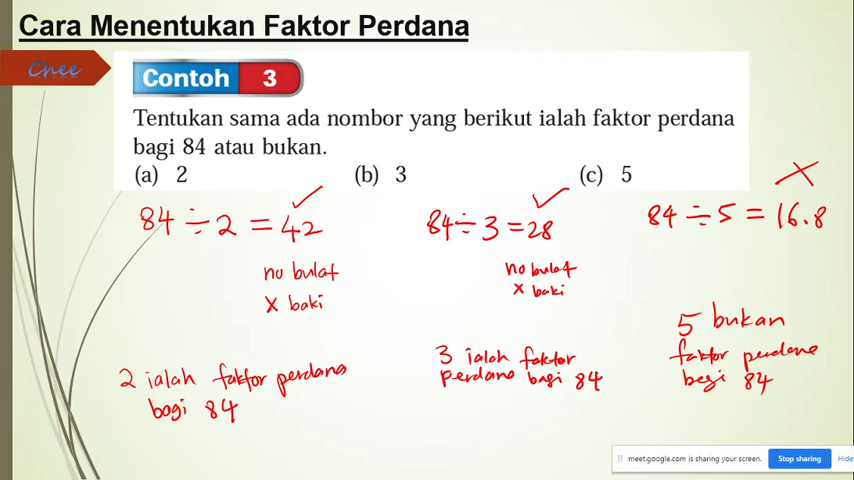 Cara Menentukan Faktor Perdana
Chee
Contoh 3
Tentukan sama ada nombor yang berikut ialah faktor perdana
bagi 84 atau bukan.
(a) 2 (b) 3 (c) 5
84 ÷ 2 = 42
no bulat
x baki
2 ialah faktor perdana
bagi 84
84 ÷ 3 = 28
no bulat
x baki
3 ialah faktor
perdana bagi 84
84 ÷ 5 = 16.8
5 bukan
faktor perdana
bagi 84
meet.google.com is sharing your screen. Stop sharing Hide